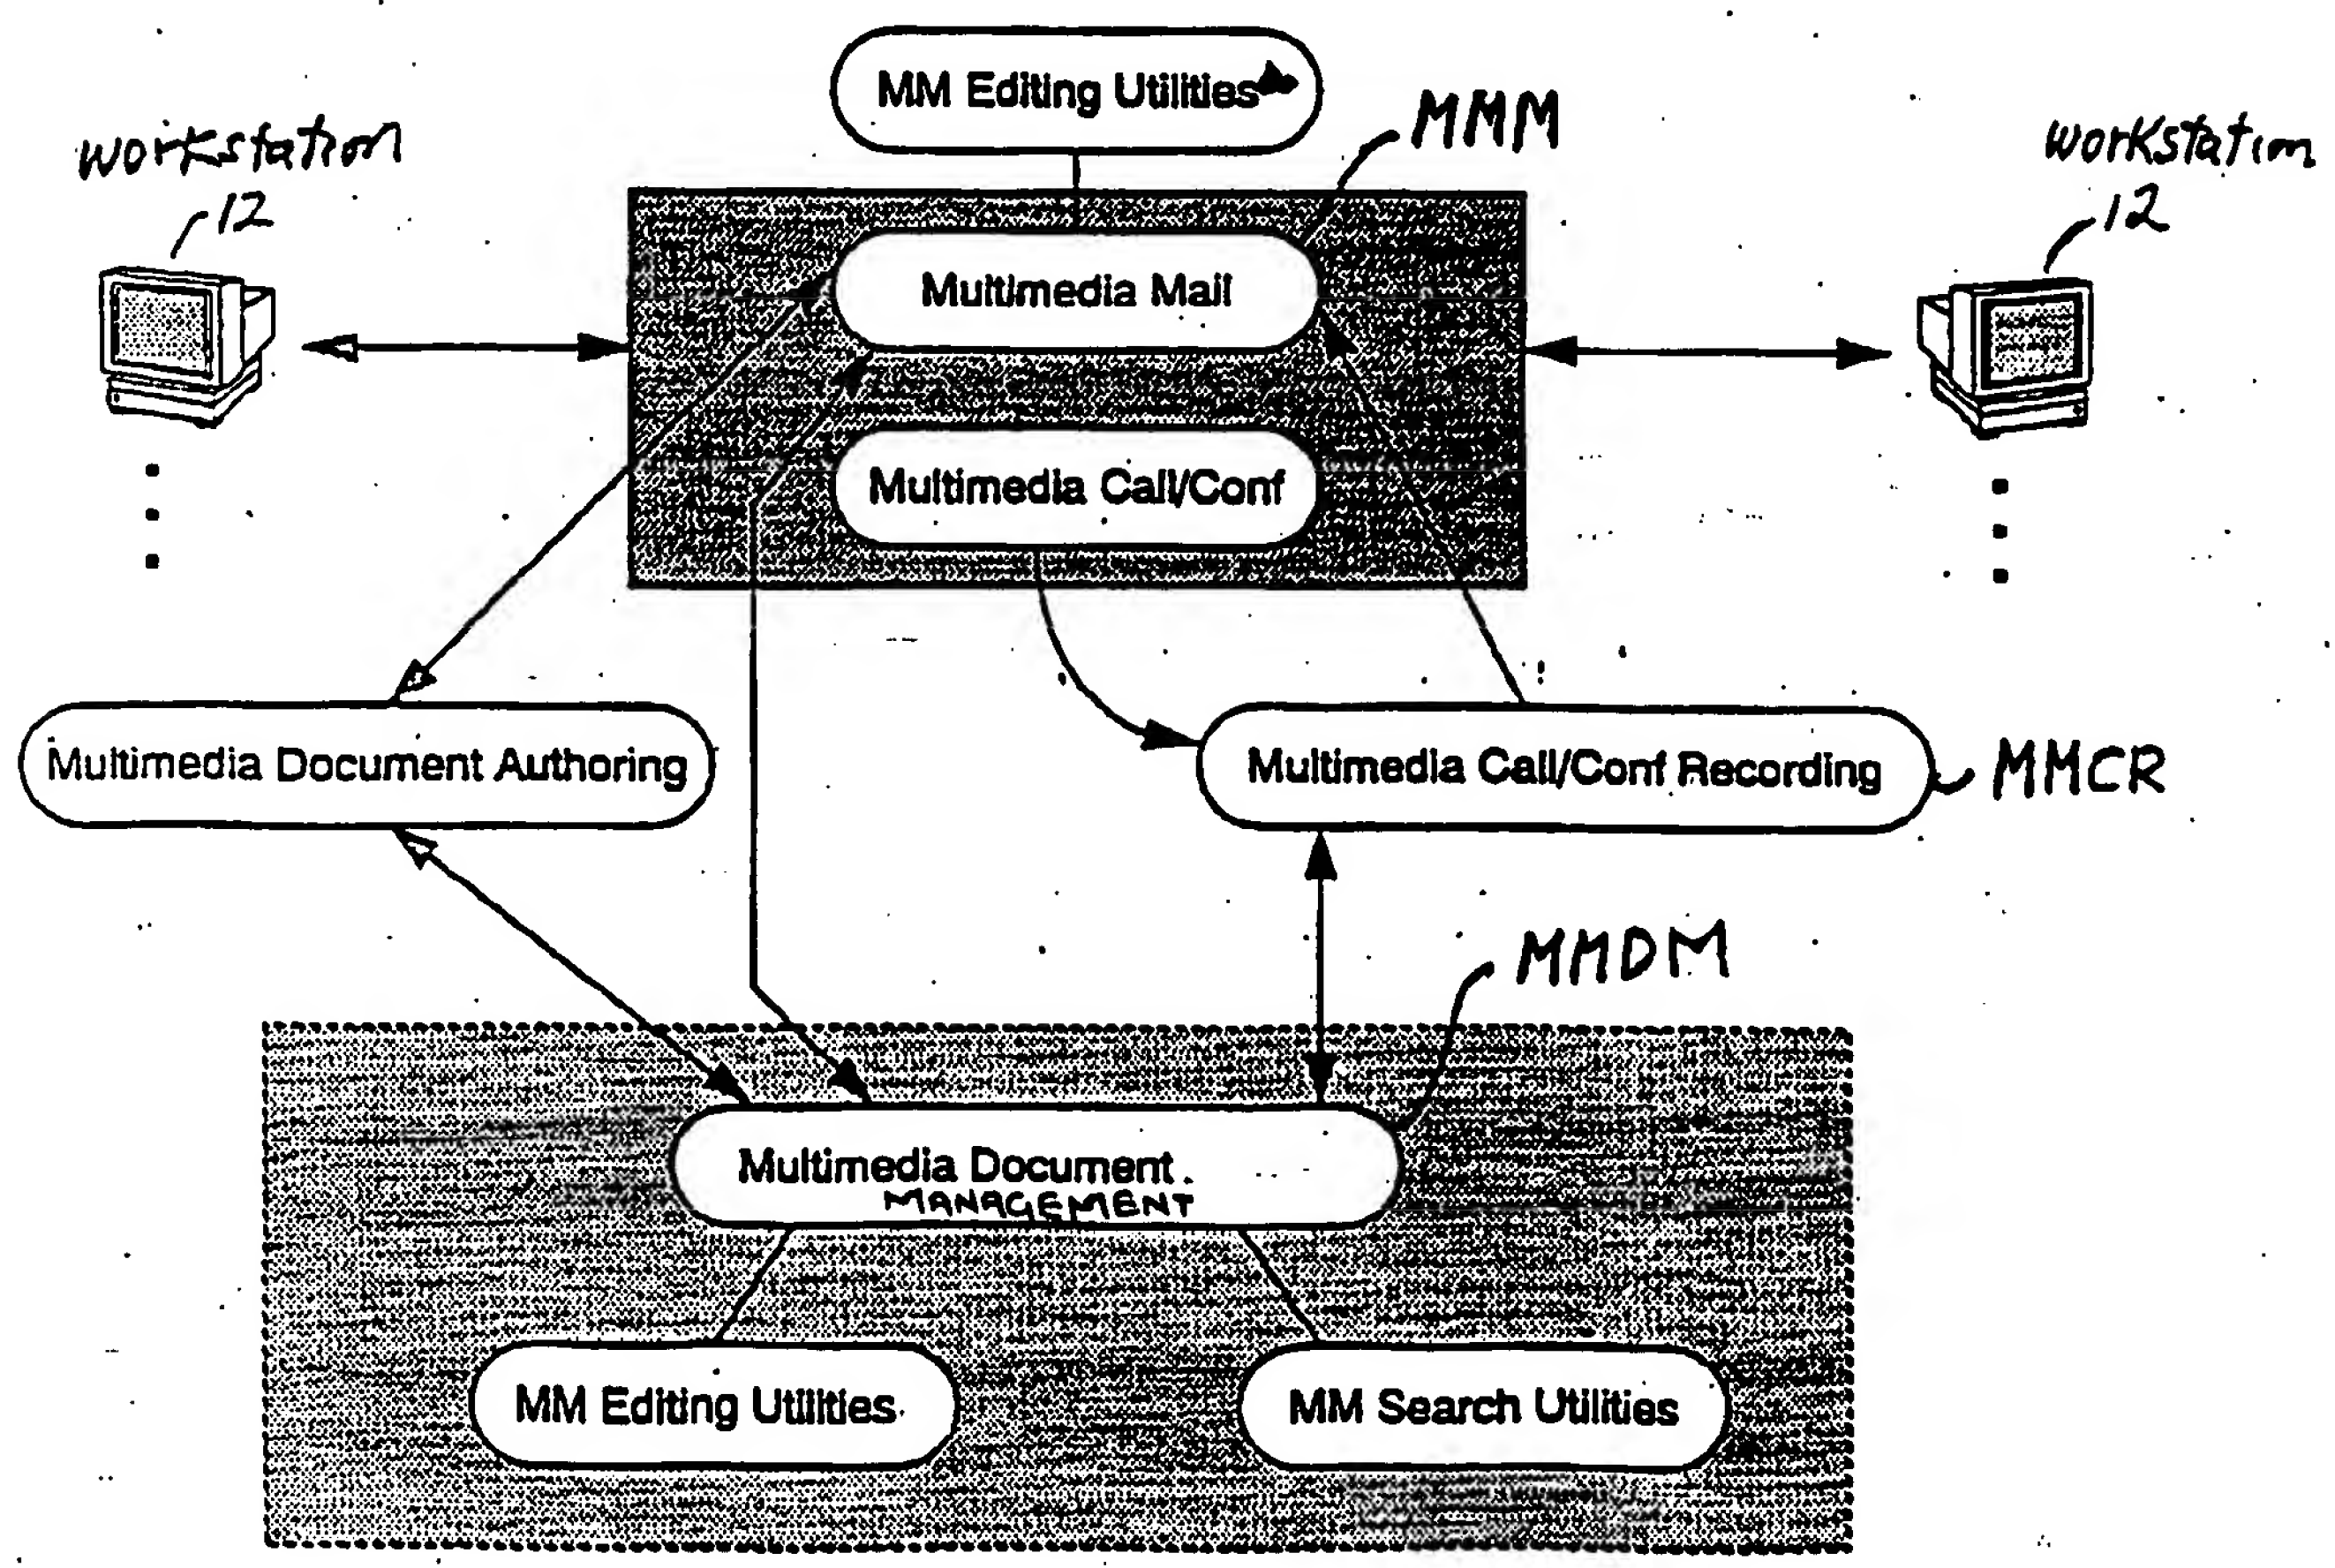 MM Editing Utilities
MMM
workstation
12
workstation
12
Multimedia Mail
Multimedia Call/Conf
Multimedia Document Authoring
Multimedia Call/Conf Recording
MMCR
MMDM
Multimedia Document
MANAGEMENT
MM Editing Utilities
MM Search Utilities